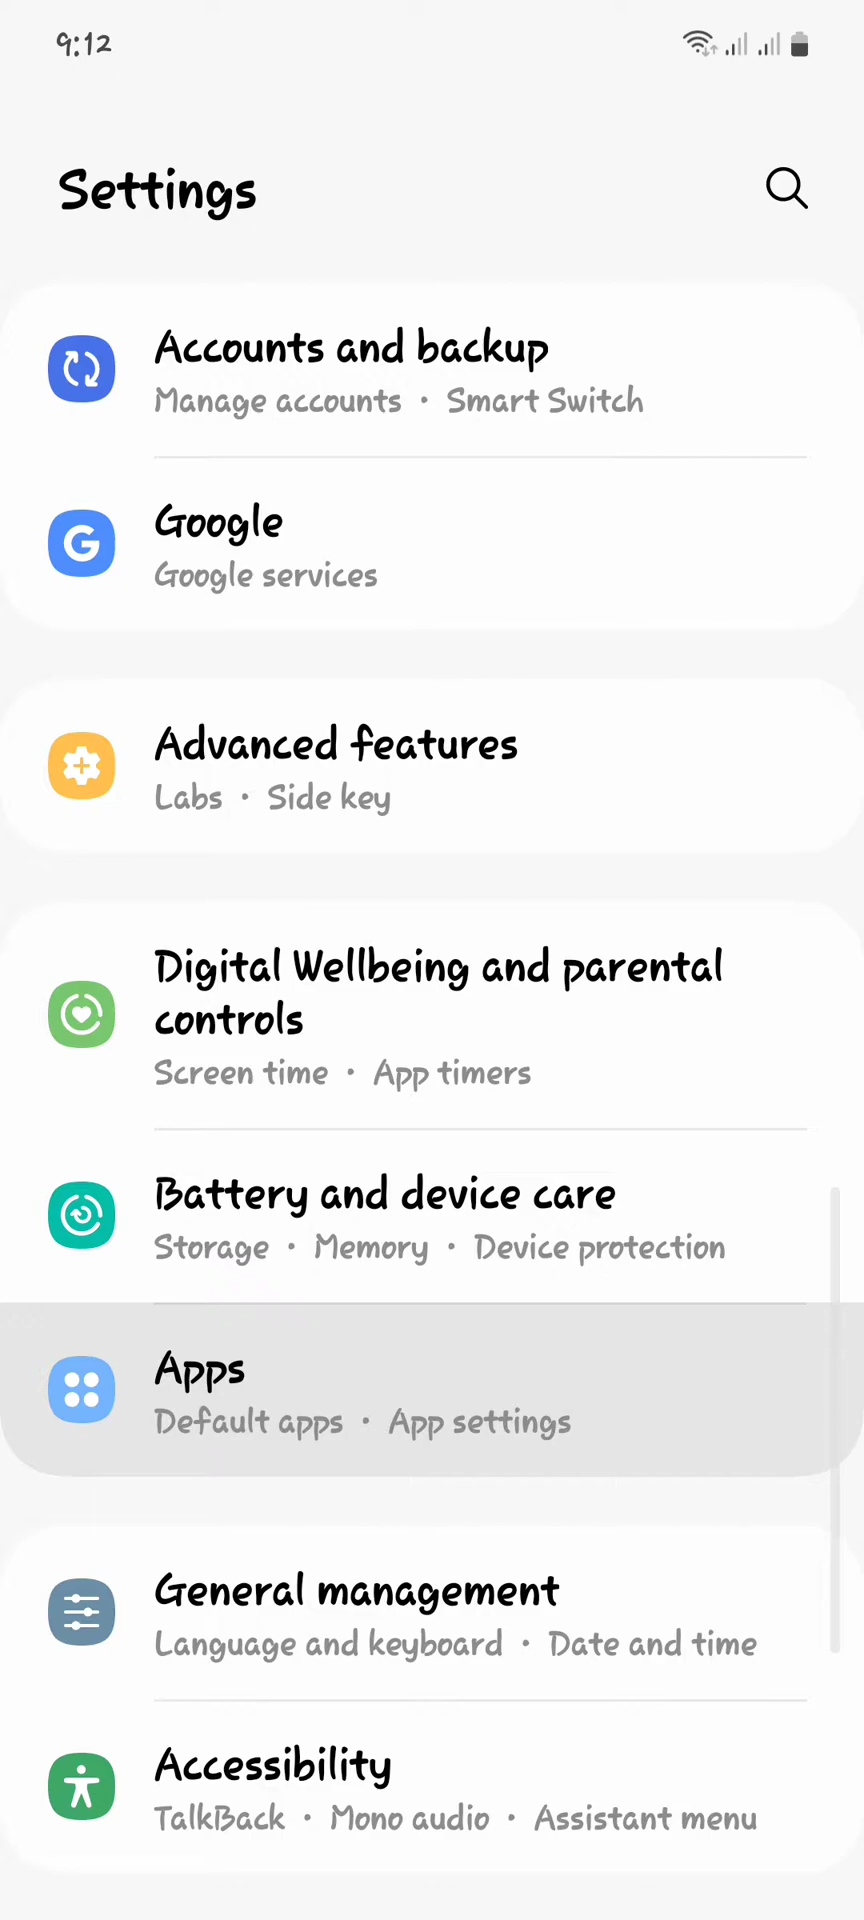 9:12
Settings
Accounts and backup
Manage accounts • Smart Switch
Google
Google services
Advanced features
Labs • Side key
Digital Wellbeing and parental
controls
Screen time • App timers
Battery and device care
Storage • Memory • Device protection
Apps
Default apps • App settings
General management
Language and keyboard • Date and time
Accessibility
TalkBack • Mono audio • Assistant menu